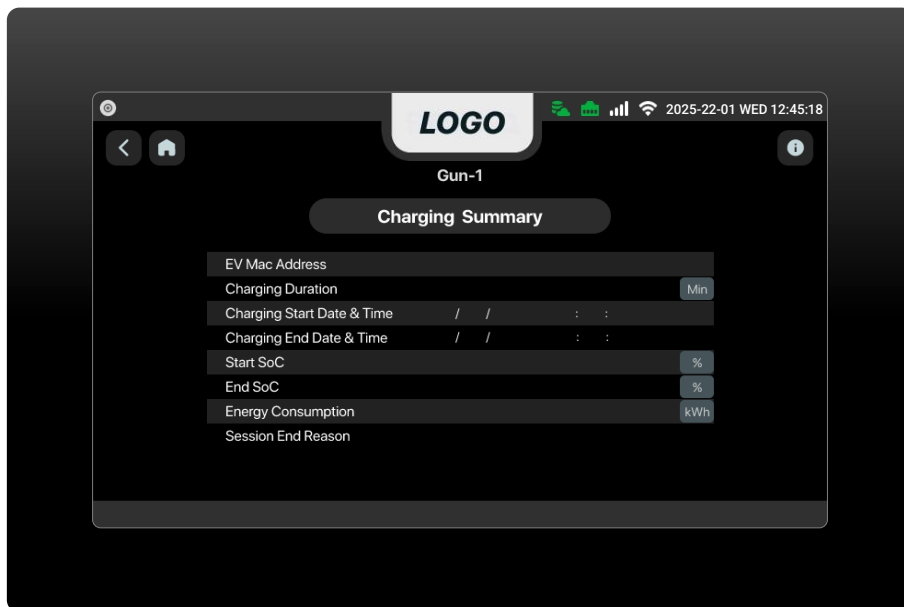 LOGO
2025-22-01 WED 12:45:18
Gun-1
Charging Summary
EV Mac Address
Charging Duration Min
Charging Start Date & Time / / : :
Charging End Date & Time / / : :
Start SoC %
End SoC %
Energy Consumption kWh
Session End Reason